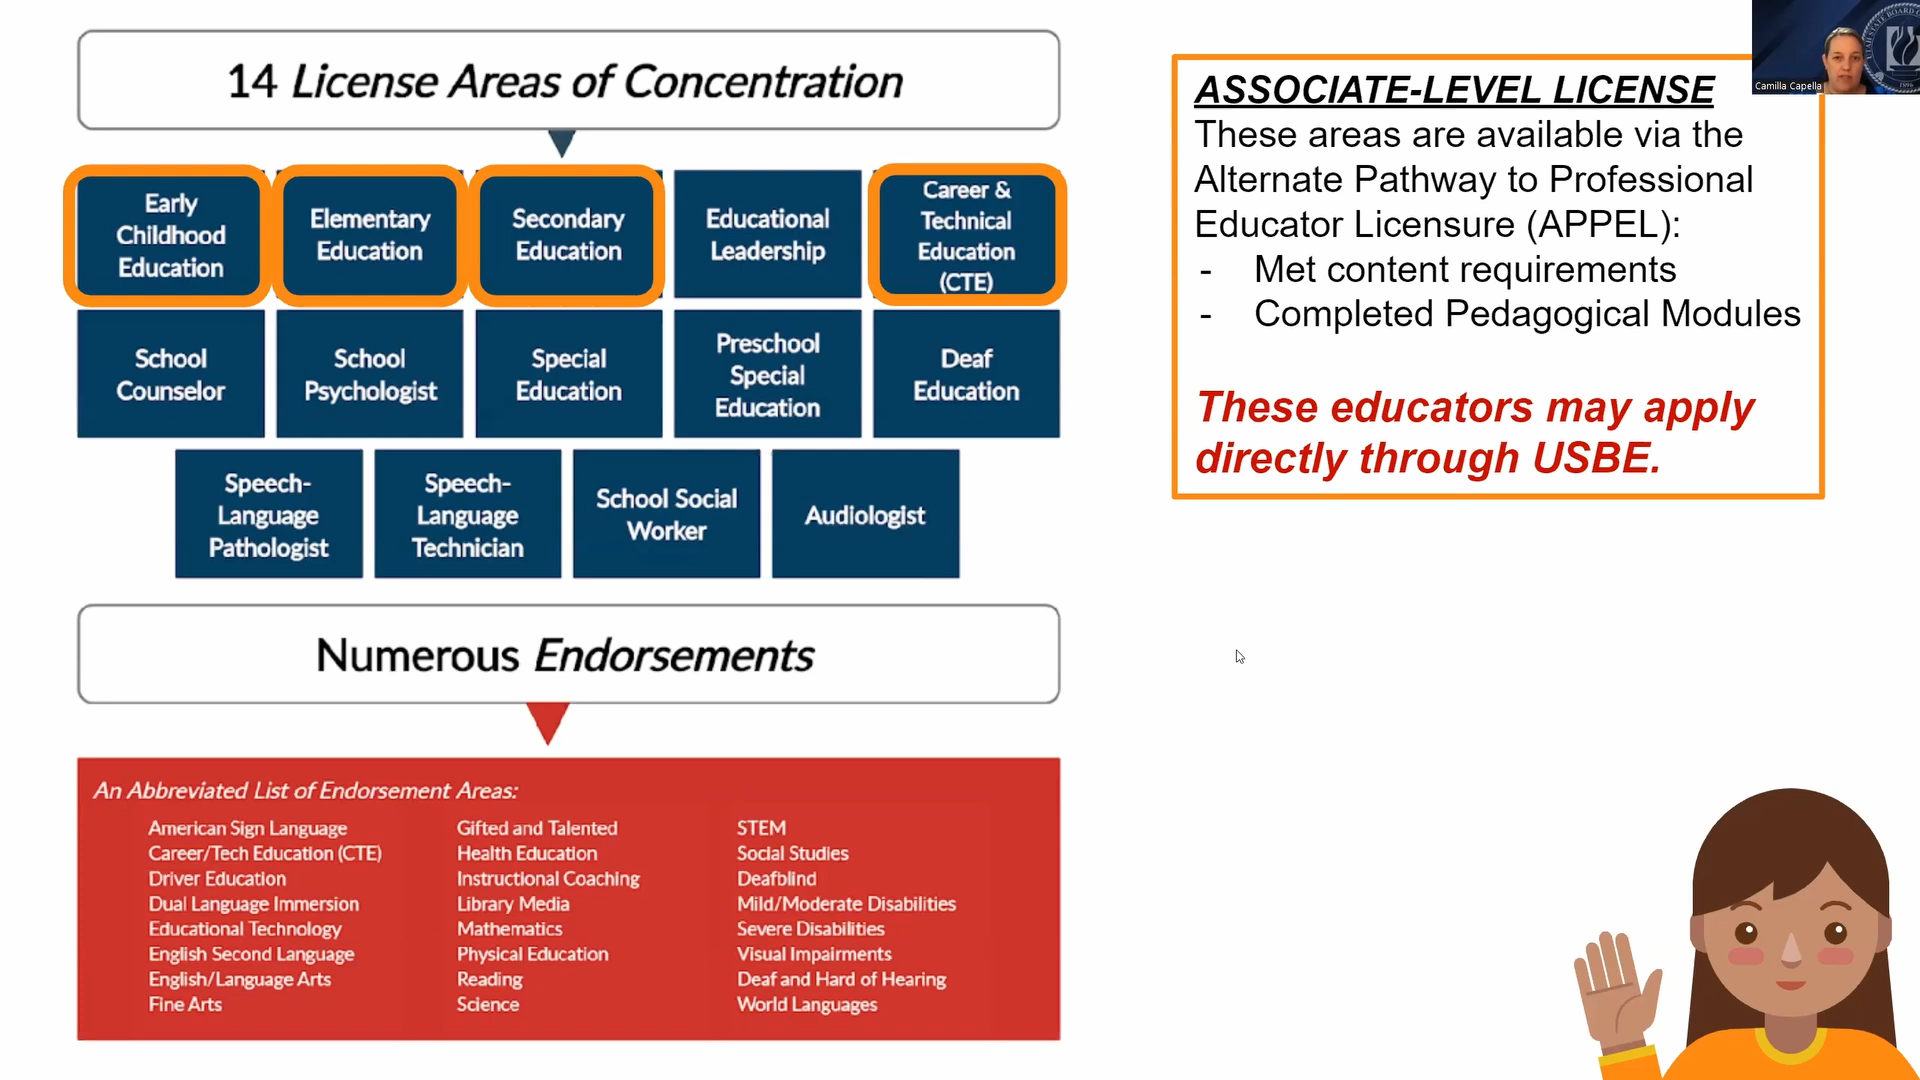 14 License Areas of Concentration
Early
Childhood
Education
Elementary
Education
Secondary
Education
Educational
Leadership
Career &
Technical
Education
(CTE)
School
Counselor
School
Psychologist
Special
Education
Preschool
Special
Education
Deaf
Education
Speech-
Language
Pathologist
Speech-
Language
Technician
School Social
Worker
Audiologist
Numerous Endorsements
An Abbreviated List of Endorsement Areas:
American Sign Language
Career/Tech Education (CTE)
Driver Education
Dual Language Immersion
Educational Technology
English Second Language
English/Language Arts
Fine Arts
Gifted and Talented
Health Education
Instructional Coaching
Library Media
Mathematics
Physical Education
Reading
Science
STEM
Social Studies
Deafblind
Mild/Moderate Disabilities
Severe Disabilities
Visual Impairments
Deaf and Hard of Hearing
World Languages
ASSOCIATE-LEVEL LICENSE
These areas are available via the
Alternate Pathway to Professional
Educator Licensure (APPEL):
- Met content requirements
- Completed Pedagogical Modules
These educators may apply
directly through USBE.
Camilla Capella